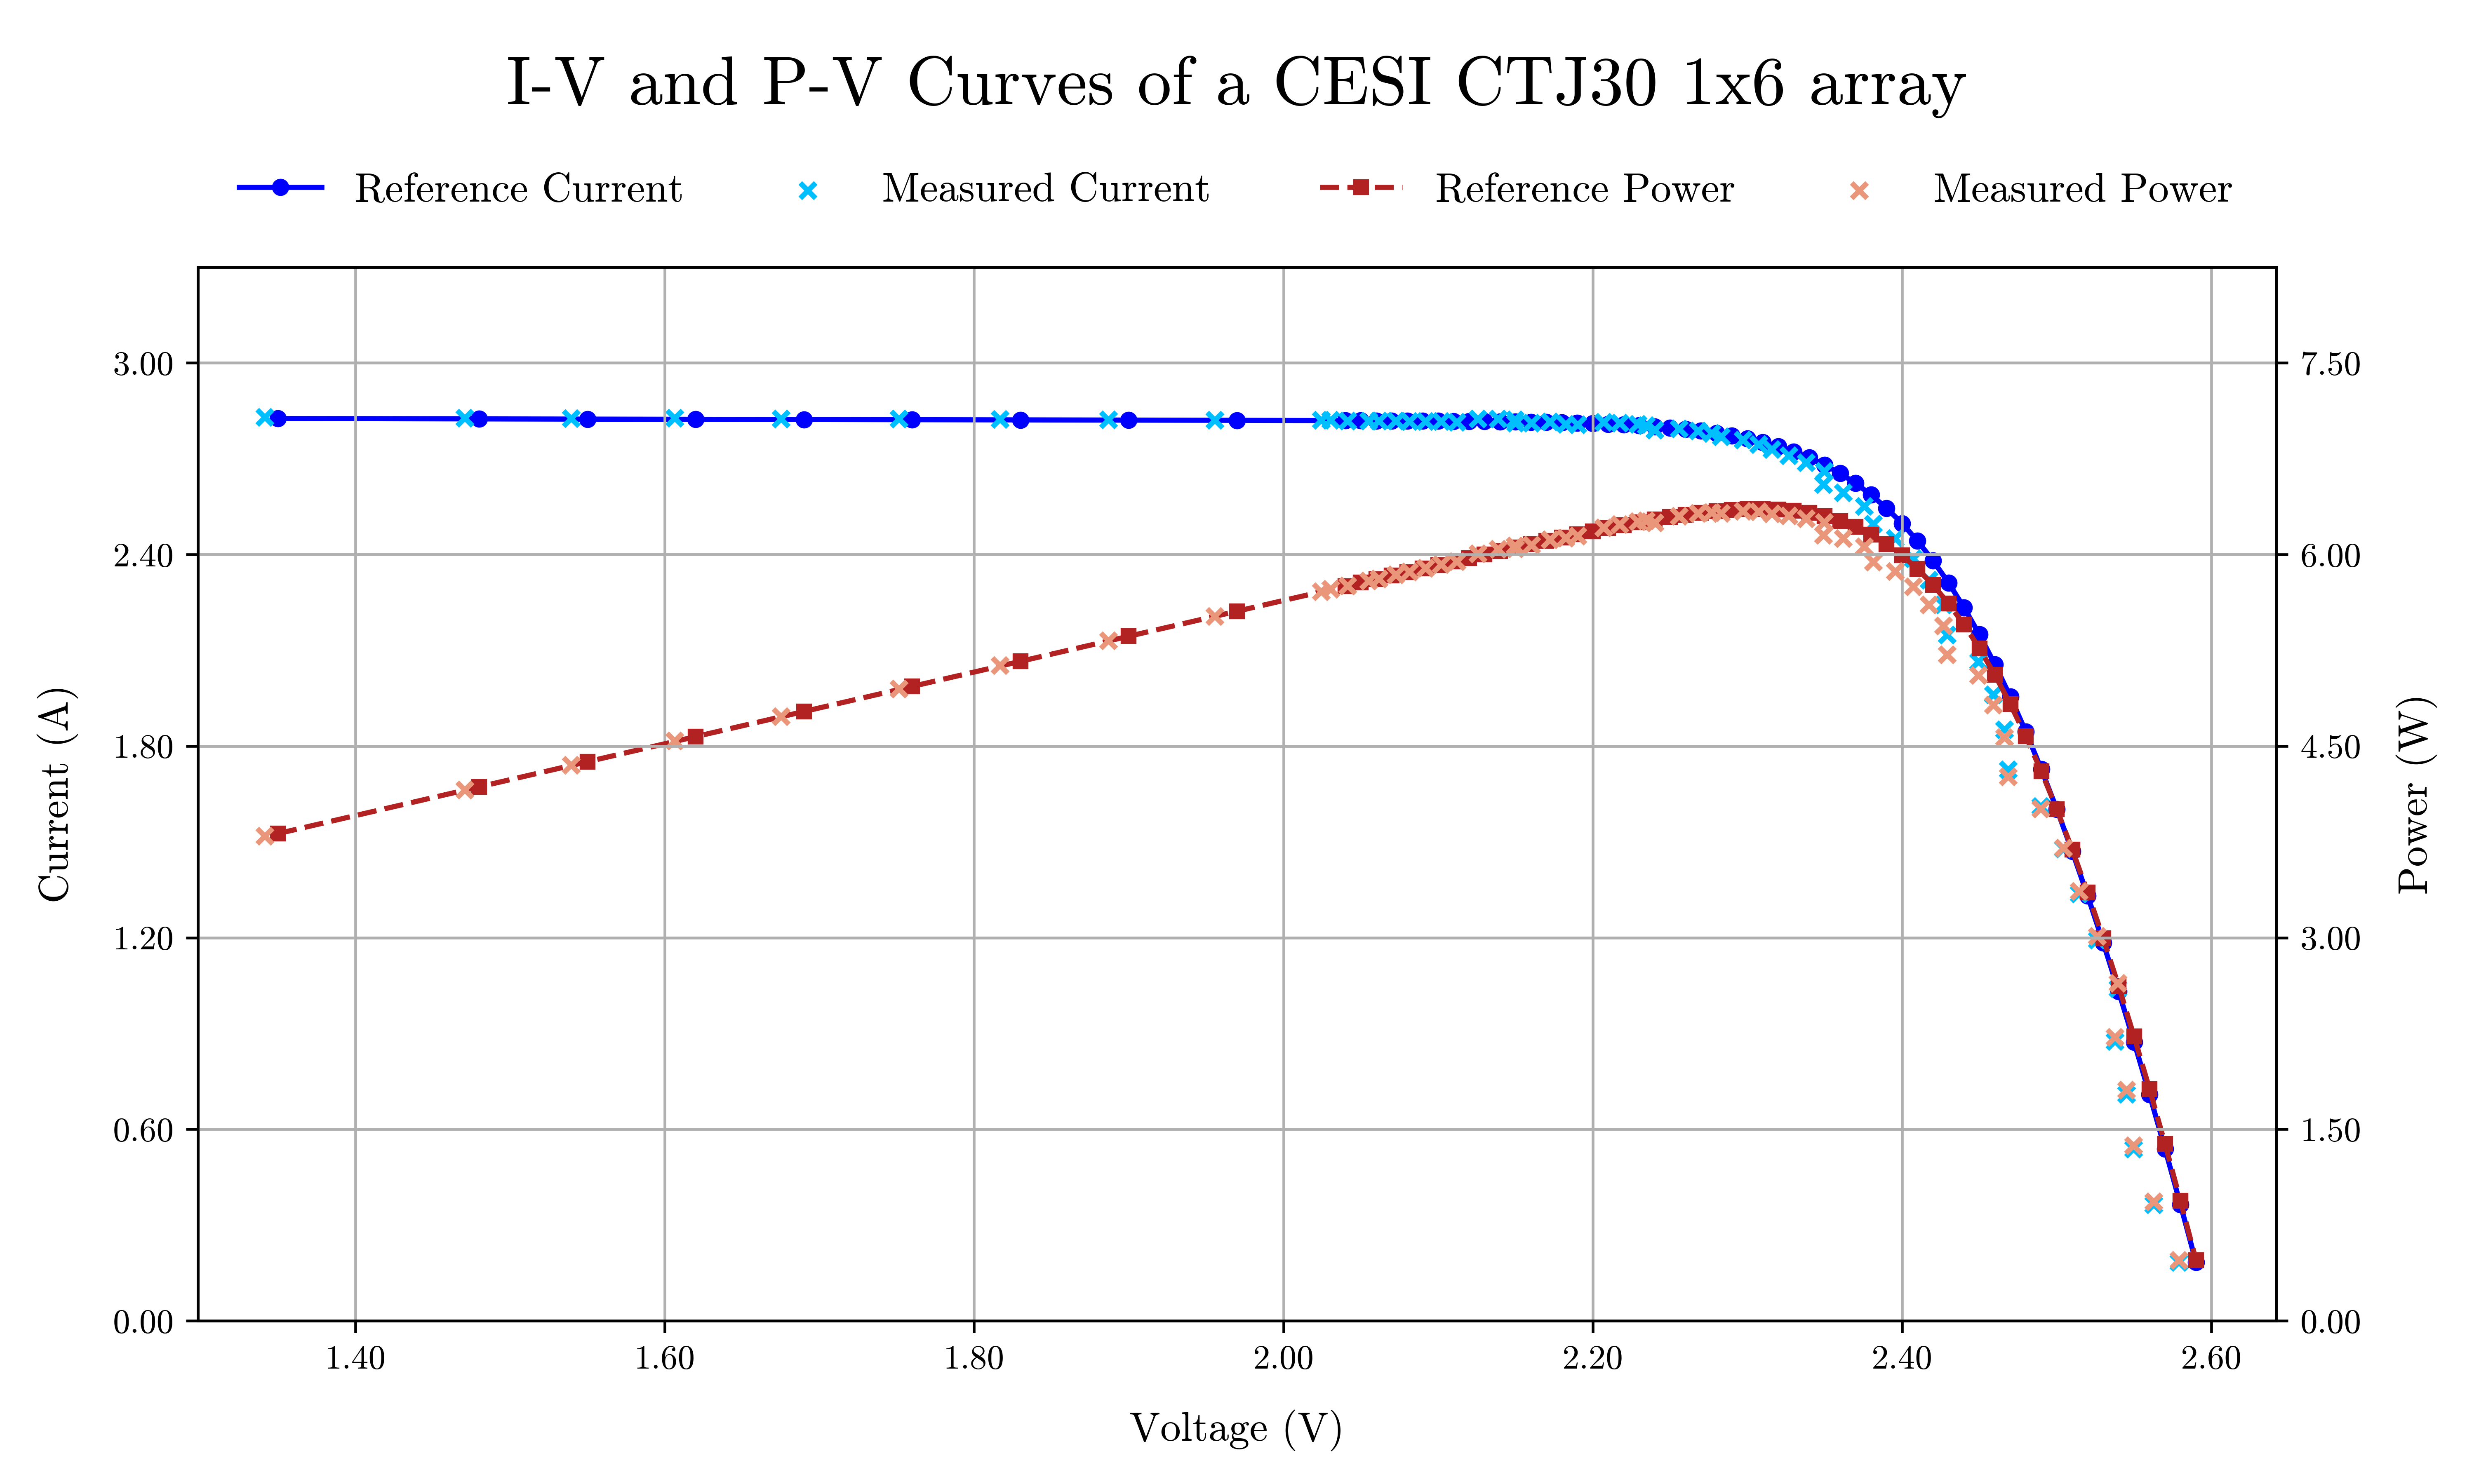 I-V and P-V Curves of a CESI CTJ30 1x6 array
Reference Current Measured Current Reference Power Measured Power
3.00
2.40
1.80
1.20
0.60
0.00
Current (A)
7.50
6.00
4.50
3.00
1.50
0.00
Power (W)
1.40 1.60 1.80 2.00 2.20 2.40 2.60
Voltage (V)